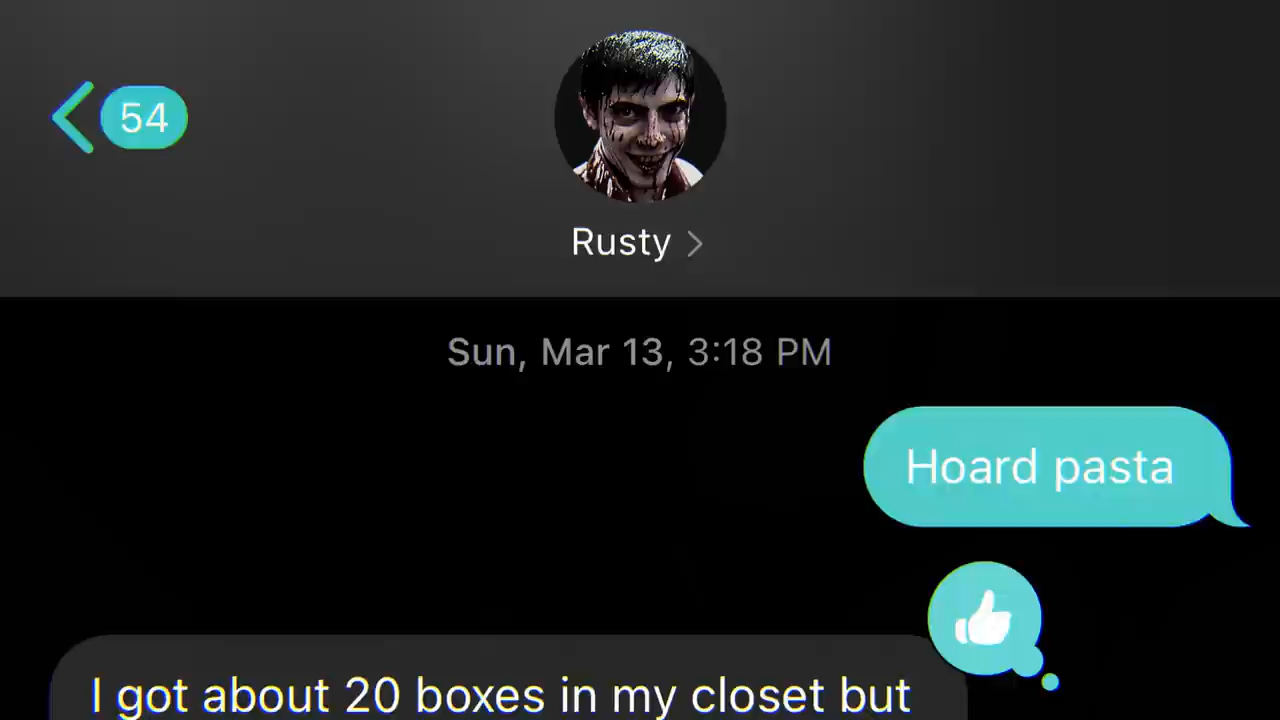 54
Rusty
Sun, Mar 13, 3:18 PM
Hoard pasta
I got about 20 boxes in my closet but